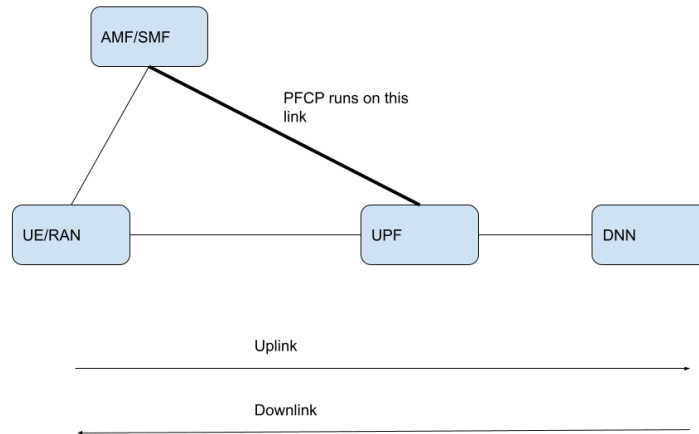 AMF/SMF
PFCP runs on this
link
UE/RAN
UPF
DNN
Uplink
Downlink